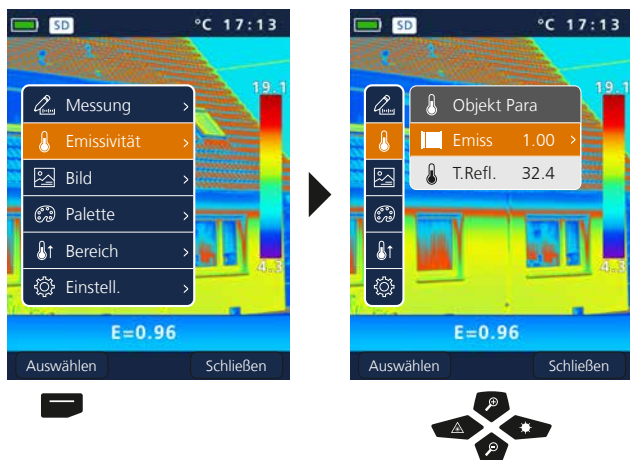 SD °C 17:13
19.1
Messung
Emissivität
Bild
Palette
Bereich
Einstell.
4.3
E=0.96
Auswählen Schließen
SD °C 17:13
19.1
Objekt Para
Emiss 1.00
T.Refl. 32.4
4.3
E=0.96
Auswählen Schließen